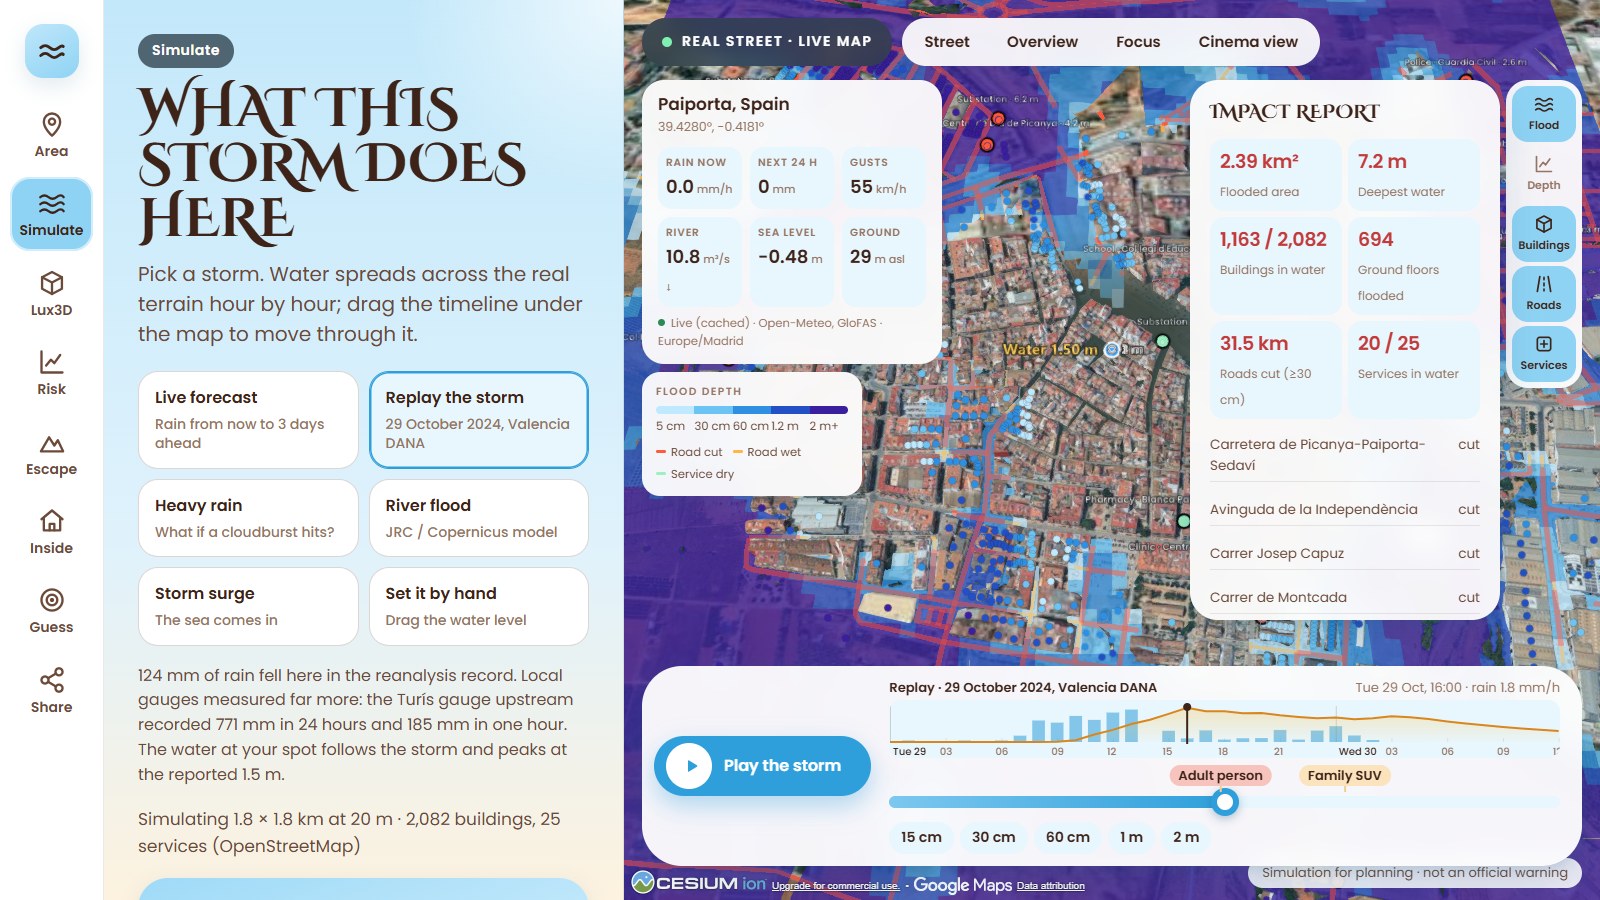 Area
Simulate
Lux3D
Risk
Escape
Inside
Guess
Share
Simulate
WHAT THIS
STORM DOES
HERE
Pick a storm. Water spreads across the real
terrain hour by hour; drag the timeline under
the map to move through it.
Live forecast
Rain from now to 3 days
ahead
Replay the storm
29 October 2024, Valencia
DANA
Heavy rain
What if a cloudburst hits?
River flood
JRC / Copernicus model
Storm surge
The sea comes in
Set it by hand
Drag the water level
124 mm of rain fell here in the reanalysis record. Local
gauges measured far more: the Turís gauge upstream
recorded 771 mm in 24 hours and 185 mm in one hour.
The water at your spot follows the storm and peaks at
the reported 1.5 m.
Simulating 1.8 × 1.8 km at 20 m · 2,082 buildings, 25
services (OpenStreetMap)
REAL STREET · LIVE MAP
Street Overview Focus Cinema view
Paiporta, Spain
39.4280°, −0.4181°
RAIN NOW
0.0 mm/h
NEXT 24 H
0 mm
GUSTS
55 km/h
RIVER
10.8 m³/s
↓
SEA LEVEL
−0.48 m
GROUND
29 m asl
Live (cached) · Open-Meteo, GloFAS ·
Europe/Madrid
FLOOD DEPTH
5 cm 30 cm 60 cm 1.2 m 2 m+
Road cut Road wet
Service dry
Police: Guardia Civil · 2.6 m
Substation · 6.2 m
de Picanya · 4.2 m
Substation
Water 1.50 m
IMPACT REPORT
2.39 km²
Flooded area
7.2 m
Deepest water
1,163 / 2,082
Buildings in water
694
Ground floors
flooded
31.5 km
Roads cut (≥30
cm)
20 / 25
Services in water
Carretera de Picanya-Paiporta-
Sedaví
cut
Avinguda de la Independència cut
Carrer Josep Capuz cut
Carrer de Montcada cut
Flood
Depth
Buildings
Roads
Services
Play the storm
Replay · 29 October 2024, Valencia DANA
Tue 29 Oct, 16:00 · rain 1.8 mm/h
Tue 29 03 06 09 12 15 18 21 Wed 30 03 06 09
Adult person Family SUV
15 cm 30 cm 60 cm 1 m 2 m
CESIUM ion Upgrade for commercial use. · Google Maps Data attribution
Simulation for planning · not an official warning